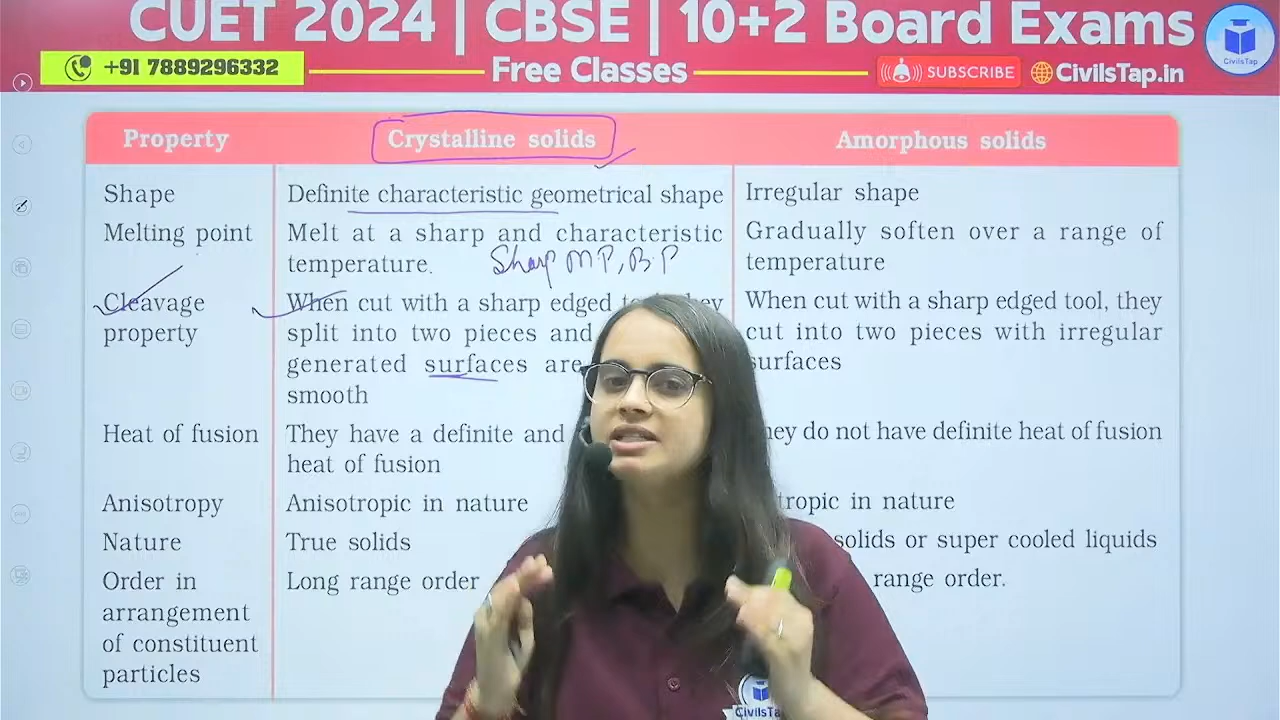 CUET 2024 | CBSE | 10+2 Board Exams
CivilsTap
+91 7889296332
Free Classes
SUBSCRIBE
CivilsTap.in
Property
Crystalline solids
Amorphous solids
Shape
Definite characteristic geometrical shape
Irregular shape
Melting point
Melt at a sharp and characteristic
temperature.
Sharp MP, BP
Gradually soften over a range of
temperature
Cleavage
property
When cut with a sharp edged
split into two pieces and
generated surfaces are
smooth
When cut with a sharp edged tool, they
cut into two pieces with irregular
surfaces
Heat of fusion
They have a definite and
heat of fusion
hey do not have definite heat of fusion
Anisotropy
Anisotropic in nature
tropic in nature
Nature
True solids
solids or super cooled liquids
Order in
arrangement
of constituent
particles
Long range order
range order.
CivilsTa